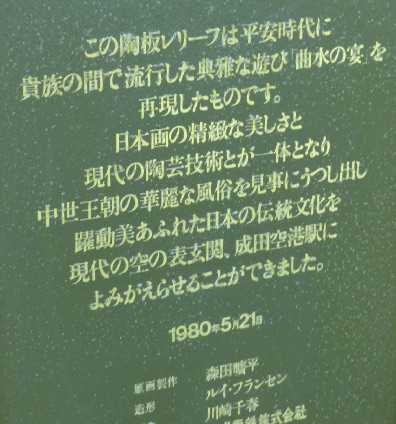 この陶板レリーフは平安時代に
貴族の間で流行した典雅な遊び「曲水の宴」を
再現したものです。
日本画の精緻な美しさと
現代の陶芸技術とが一体となり
中世王朝の華麗な風俗を見事にうつし出し
躍動美あふれた日本の伝統文化を
現代の空の表玄関、成田空港駅に
よみがえらせることができました。
1980年5月21日
原画製作 森田曠平
造形 ルイ・フランセン
川崎千春
株式会社